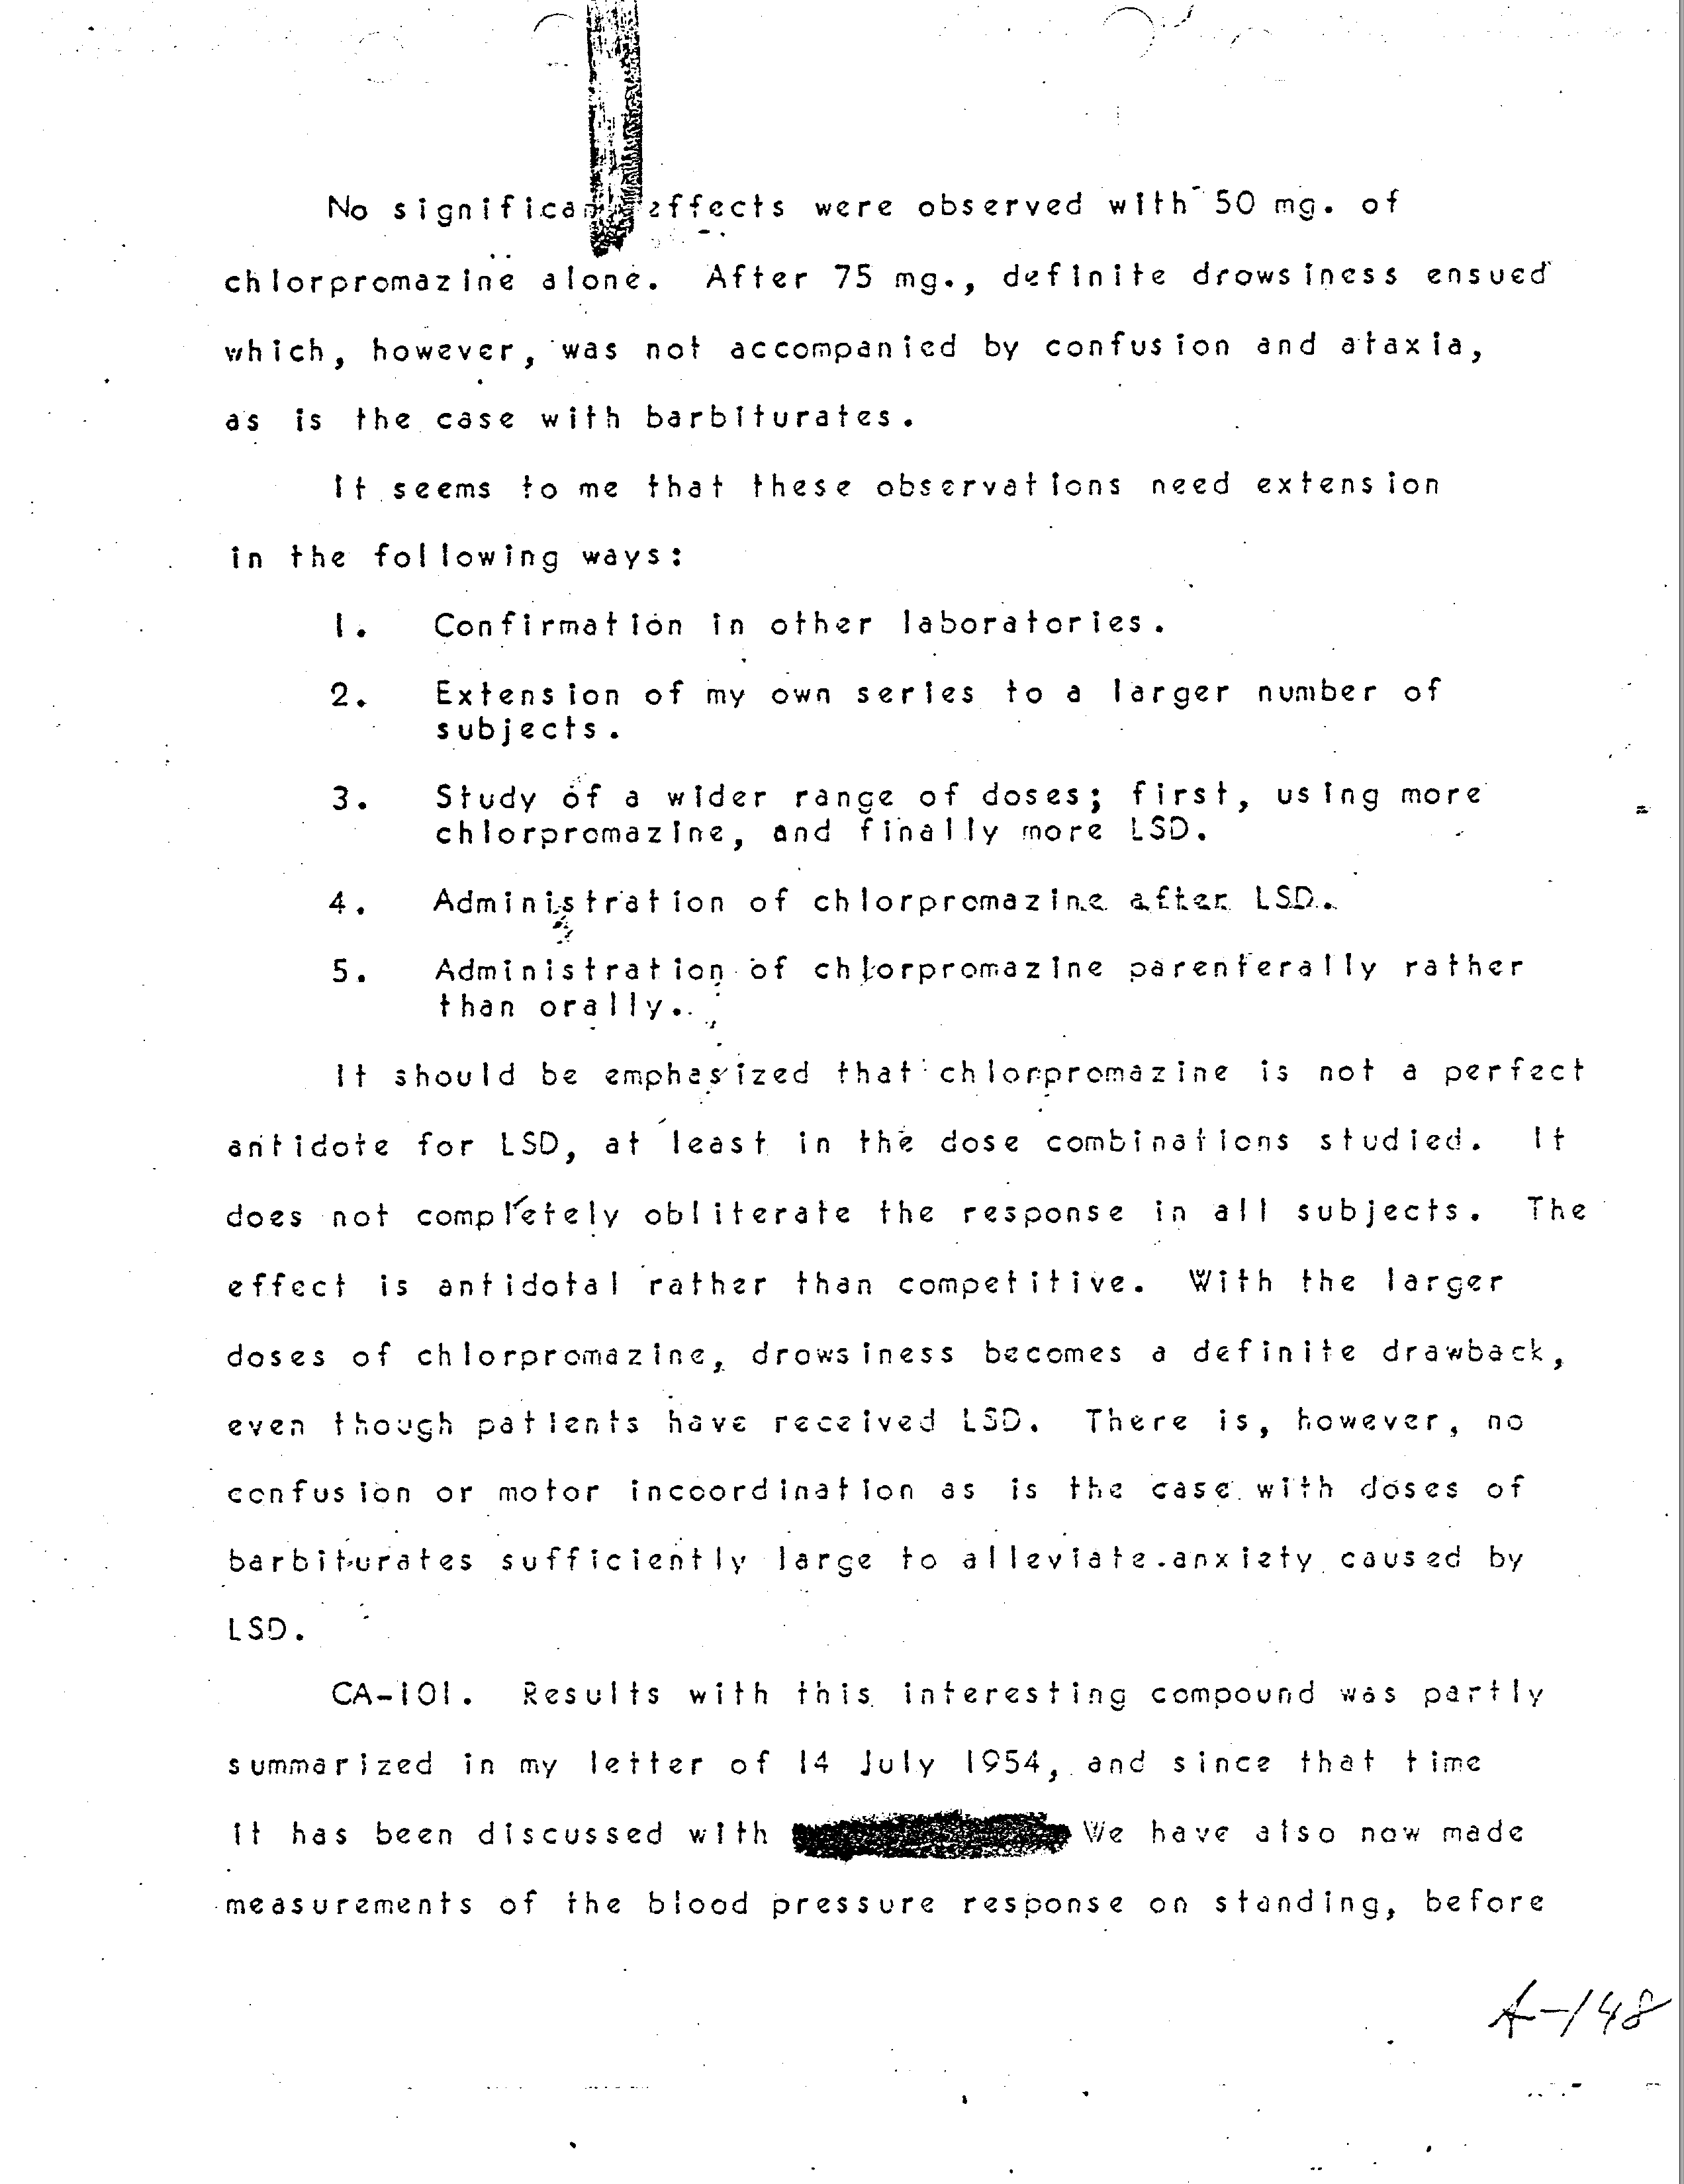 No significant effects were observed with 50 mg. of
chlorpromazine alone. After 75 mg., definite drowsiness ensued
which, however, was not accompanied by confusion and ataxia,
as is the case with barbiturates.
It seems to me that these observations need extension
in the following ways:
1. Confirmation in other laboratories.
2. Extension of my own series to a larger number of
subjects.
3. Study of a wider range of doses; first, using more
chlorpromazine, and finally more LSD.
4. Administration of chlorpromazine after LSD.
5. Administration of chlorpromazine parenterally rather
than orally.
It should be emphasized that chlorpromazine is not a perfect
antidote for LSD, at least in the dose combinations studied. It
does not completely obliterate the response in all subjects. The
effect is antidotal rather than competitive. With the larger
doses of chlorpromazine, drowsiness becomes a definite drawback,
even though patients have received LSD. There is, however, no
confusion or motor incoordination as is the case with doses of
barbiturates sufficiently large to alleviate anxiety caused by
LSD.
CA-101. Results with this interesting compound was partly
summarized in my letter of 14 July 1954, and since that time
it has been discussed with We have also now made
measurements of the blood pressure response on standing, before
A-148